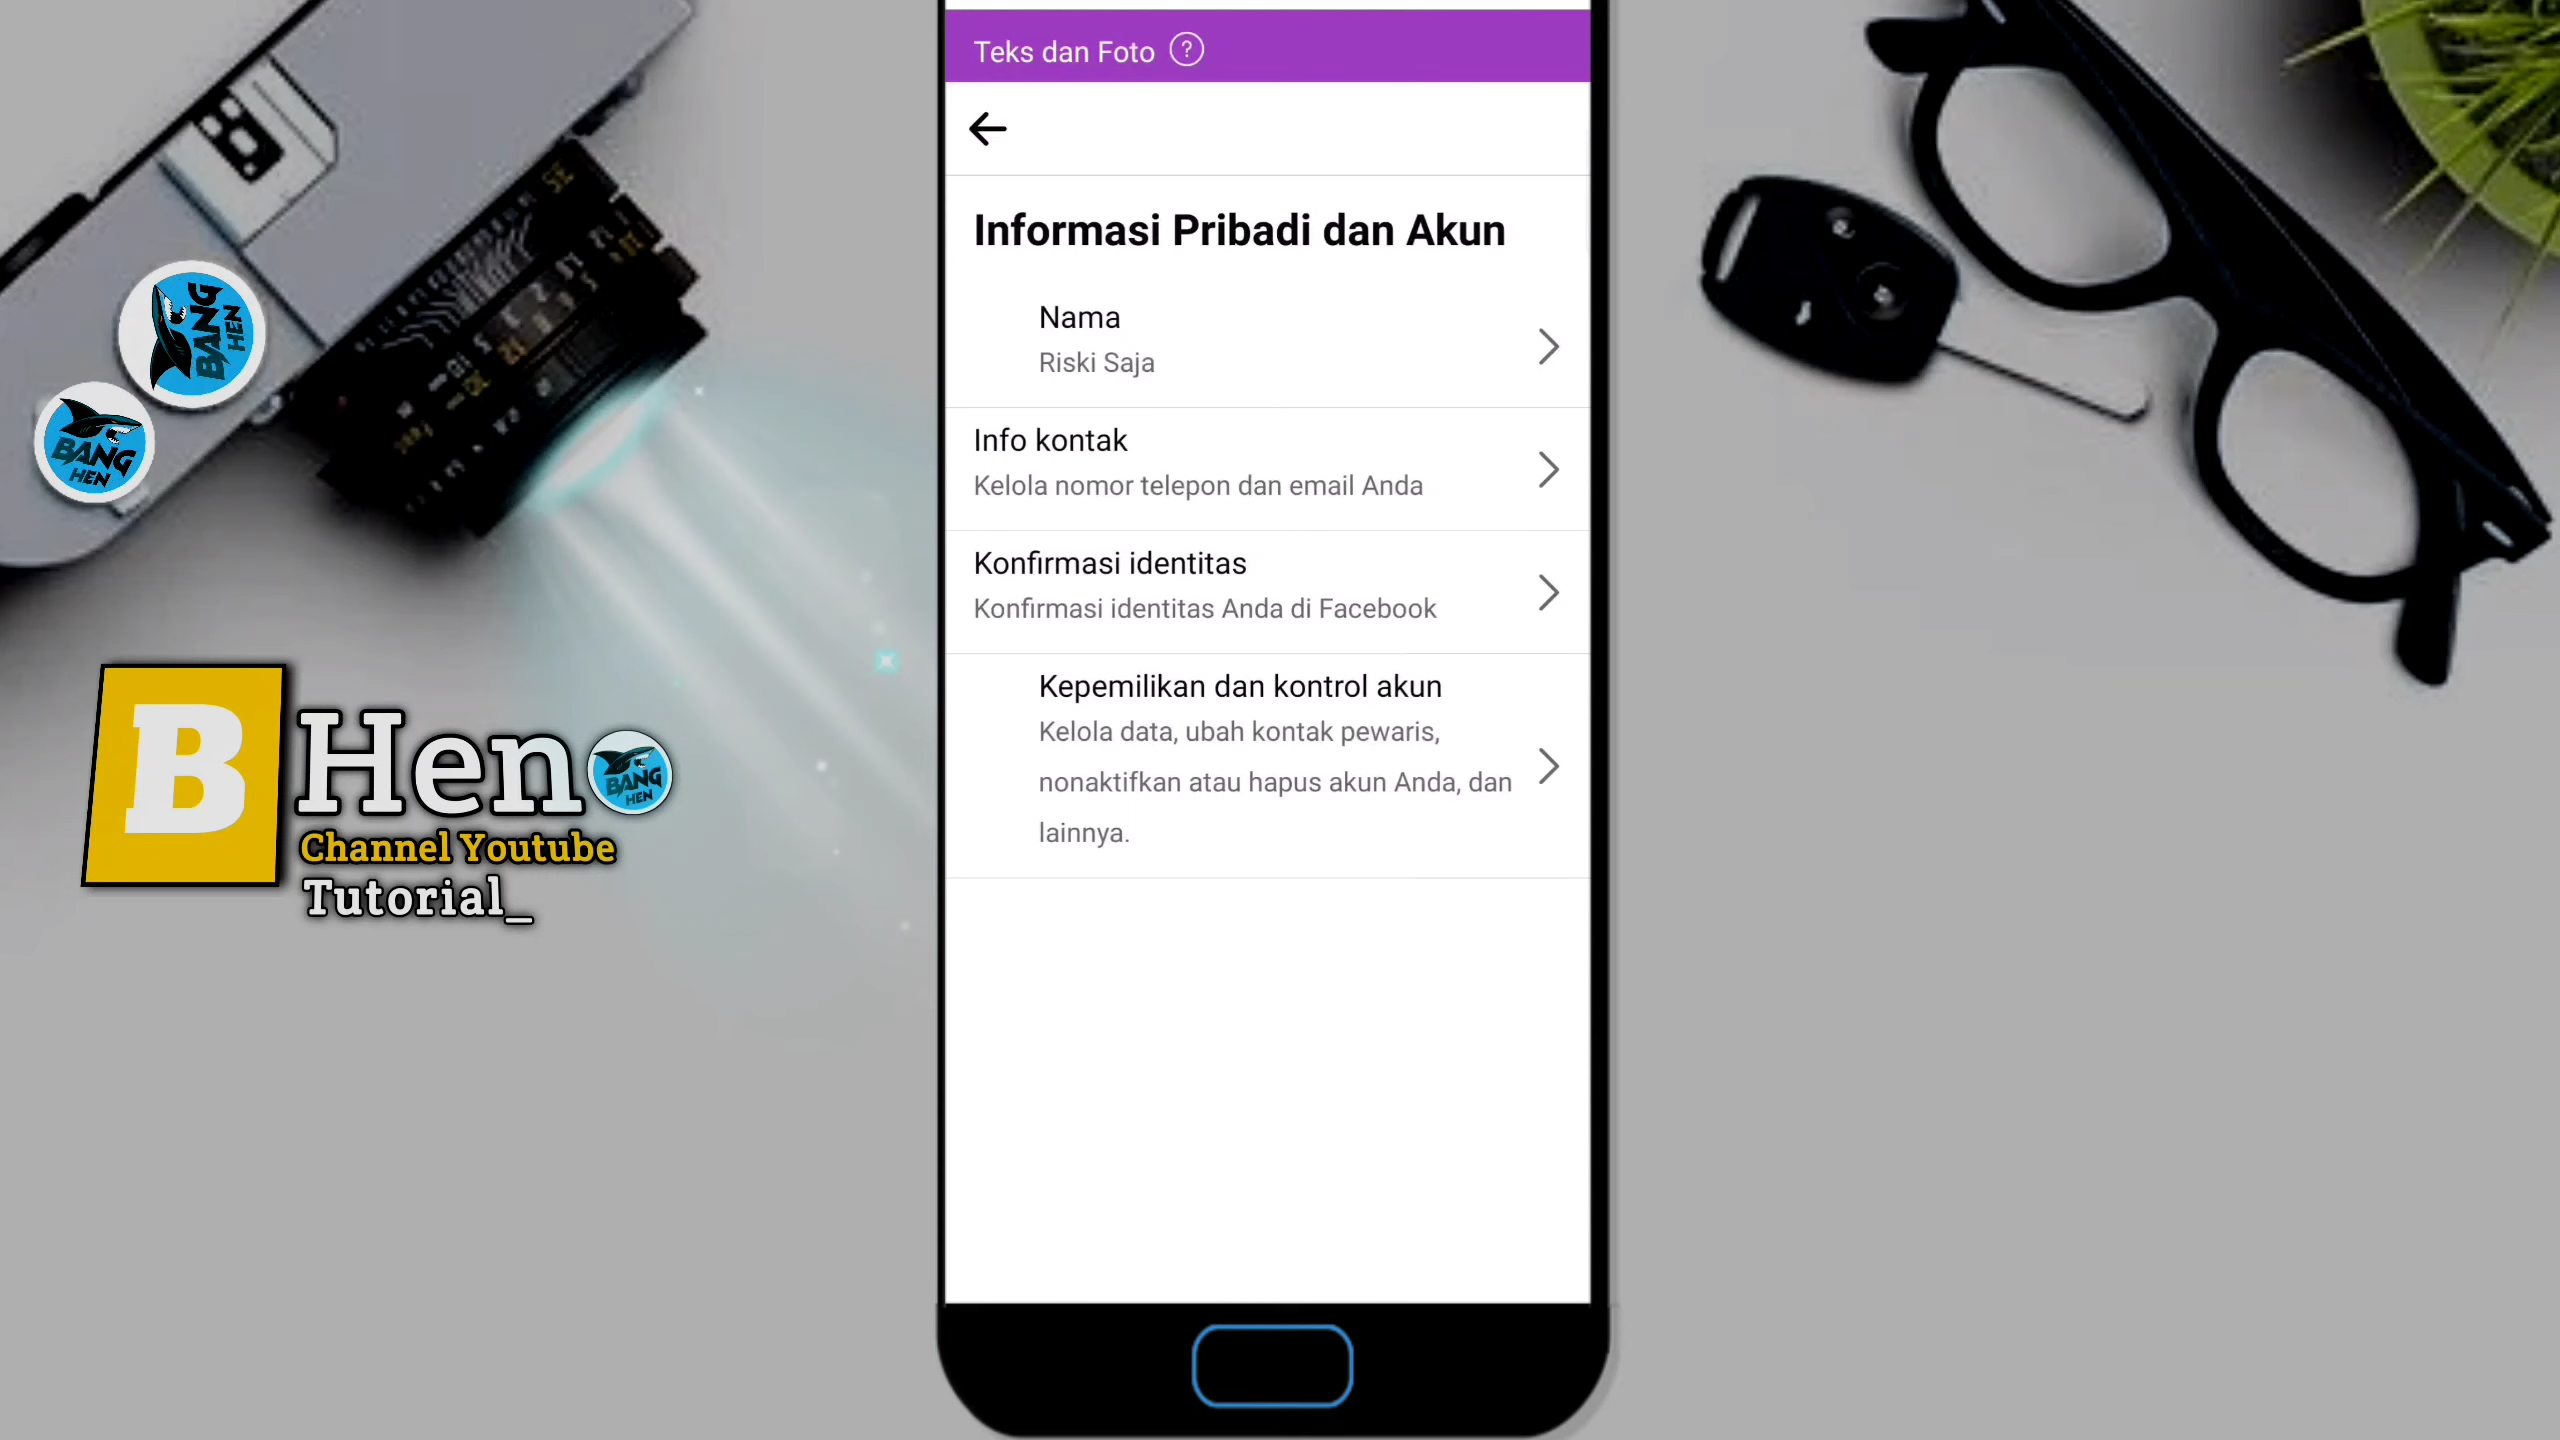 Teks dan Foto ?
Informasi Pribadi dan Akun
Nama
Riski Saja
Info kontak
Kelola nomor telepon dan email Anda
Konfirmasi identitas
Konfirmasi identitas Anda di Facebook
Kepemilikan dan kontrol akun
Kelola data, ubah kontak pewaris,
nonaktifkan atau hapus akun Anda, dan
lainnya.
BANG
HEN
BANG
HEN
B Hen
BANG
HEN
Channel Youtube
Tutorial_